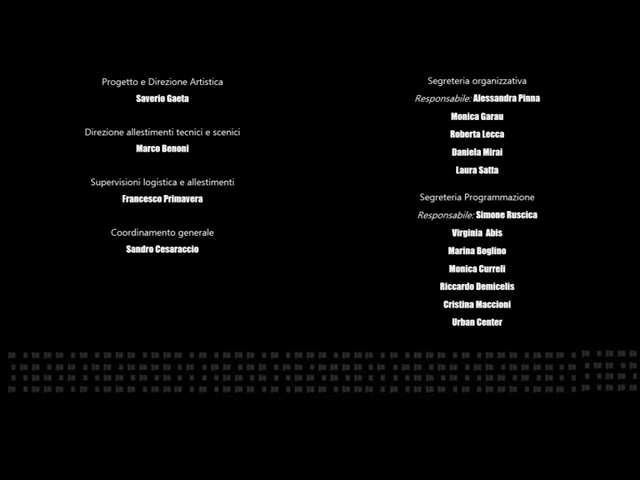 Progetto e Direzione Artistica
Saverio Gaeta
Direzione allestimenti tecnici e scenici
Marco Benoni
Supervisioni logistica e allestimenti
Francesco Primavera
Coordinamento generale
Sandro Cesaraccio
Segreteria organizzativa
Responsabile: Alessandra Pinna
Monica Garau
Roberta Lecca
Daniela Mirai
Laura Satta
Segreteria Programmazione
Responsabile: Simone Ruscica
Virginia Abis
Marina Boglino
Monica Curreli
Riccardo Demicelis
Cristina Maccioni
Urban Center